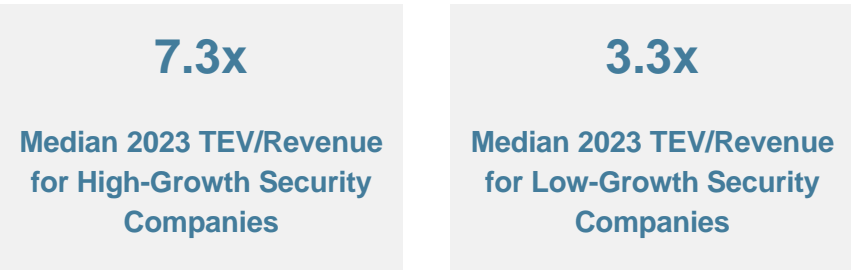 7.3x
Median 2023 TEV/Revenue
for High-Growth Security
Companies
3.3x
Median 2023 TEV/Revenue
for Low-Growth Security
Companies